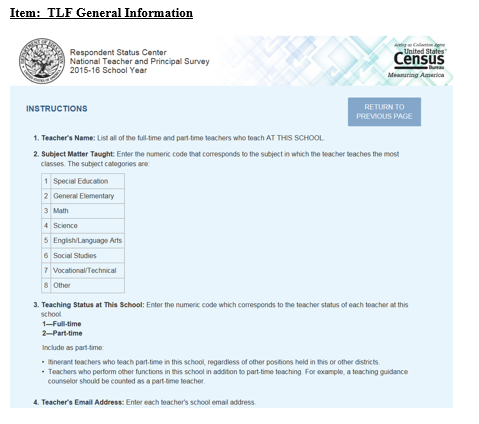 Item: TLF General Information
Respondent Status Center
National Teacher and Principal Survey
2015-16 School Year
Acting as Collection Agent
United States
Census
Bureau
Measuring America
INSTRUCTIONS
RETURN TO
PREVIOUS PAGE
1. Teacher's Name: List all of the full-time and part-time teachers who teach AT THIS SCHOOL.
2. Subject Matter Taught: Enter the numeric code that corresponds to the subject in which the teacher teaches the most
classes. The subject categories are:
1 Special Education
2 General Elementary
3 Math
4 Science
5 English/Language Arts
6 Social Studies
7 Vocational/Technical
8 Other
3. Teaching Status at This School: Enter the numeric code which corresponds to the teacher status of each teacher at this
school.
1—Full-time
2—Part-time
Include as part-time:
• Itinerant teachers who teach part-time in this school, regardless of other positions held in this or other districts.
• Teachers who perform other functions in this school in addition to part-time teaching. For example, a teaching guidance
counselor should be counted as a part-time teacher.
4. Teacher's Email Address: Enter each teacher's school email address.